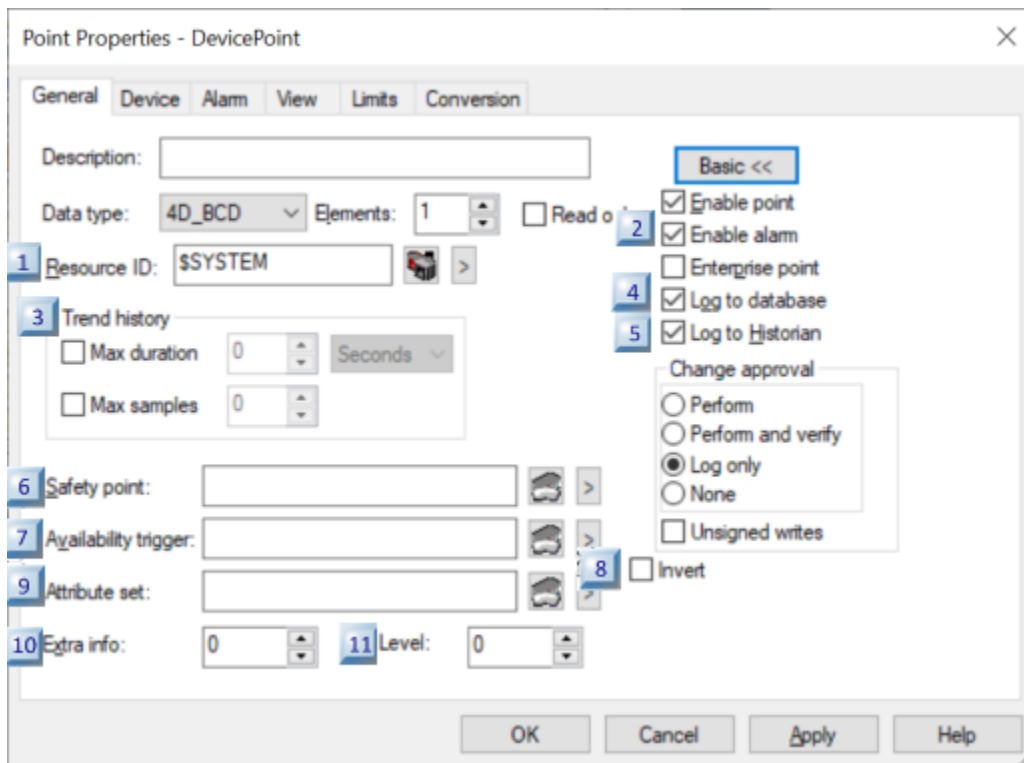 Point Properties - DevicePoint
General Device Alarm View Limits Conversion
Description:
Basic <<
Data type: 4D_BCD Elements: 1 Read
Enable point
2 Enable alarm
1 Resource ID: $SYSTEM >
Enterprise point
4 Log to database
3 Trend history
5 Log to Historian
Max duration 0 Seconds
Max samples 0
Change approval
Perform
Perform and verify
Log only
None
Unsigned writes
6 Safety point: >
7 Availability trigger: >
8 Invert
9 Attribute set: >
10 Extra info: 0 11 Level: 0
OK Cancel Apply Help